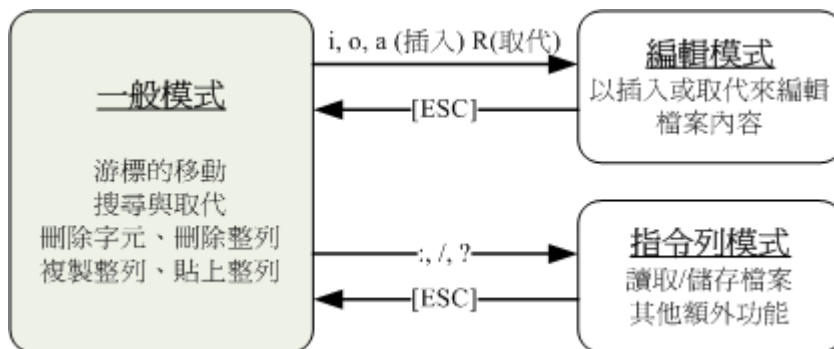 一般模式
游標的移動
搜尋與取代
刪除字元、刪除整列
複製整列、貼上整列
i, o, a (插入) R(取代)
[ESC]
編輯模式
以插入或取代來編輯
檔案內容
:, /, ?
[ESC]
指令列模式
讀取/儲存檔案
其他額外功能